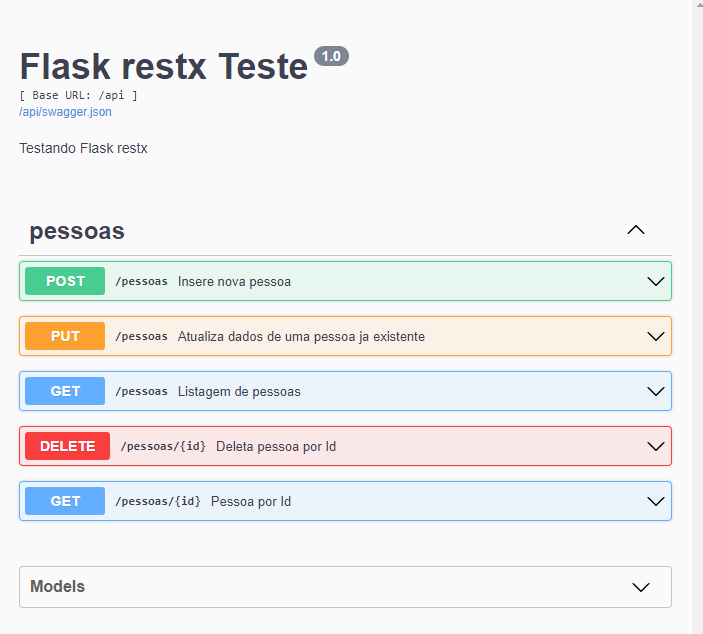 Flask restx Teste 1.0
[ Base URL: /api ]
/api/swagger.json
Testando Flask restx
pessoas
POST /pessoas Insere nova pessoa
PUT /pessoas Atualiza dados de uma pessoa ja existente
GET /pessoas Listagem de pessoas
DELETE /pessoas/{id} Deleta pessoa por Id
GET /pessoas/{id} Pessoa por Id
Models